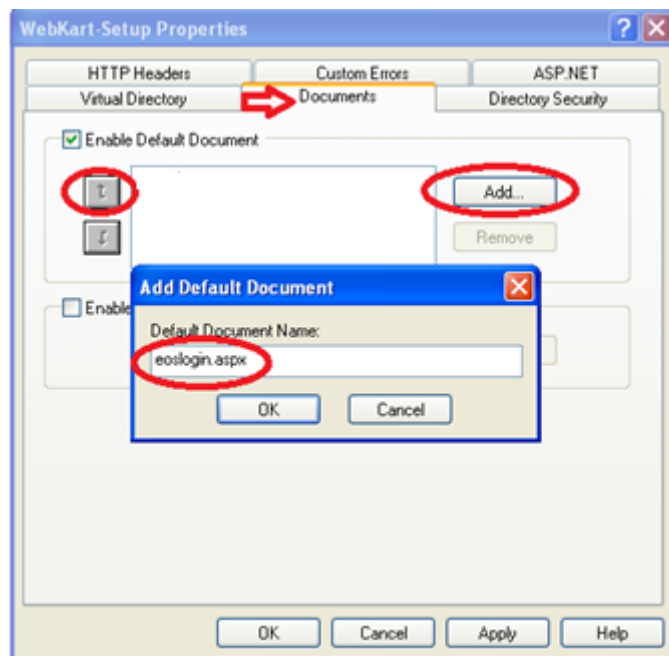 WebKart-Setup Properties
HTTP Headers Custom Errors ASP.NET
Virtual Directory Documents Directory Security
Enable Default Document
Add...
Remove
Add Default Document
Enable
Default Document Name:
eoslogin.aspx
OK Cancel
OK Cancel Apply Help